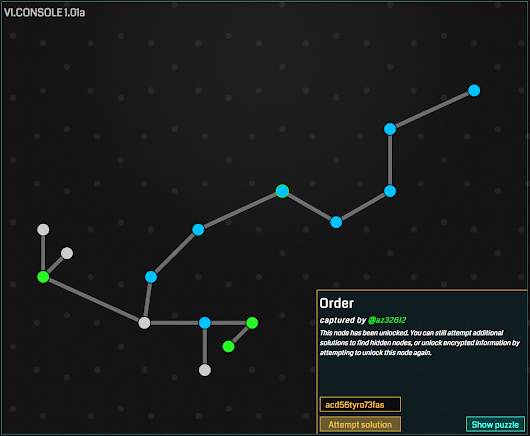 VI.CONSOLE 1.01a
Order
captured by @az32612
This node has been unlocked. You can still attempt additional
solutions to find hidden nodes, or unlock encrypted information by
attempting to unlock this node again.
acd56tyro73fas
Attempt solution
Show puzzle